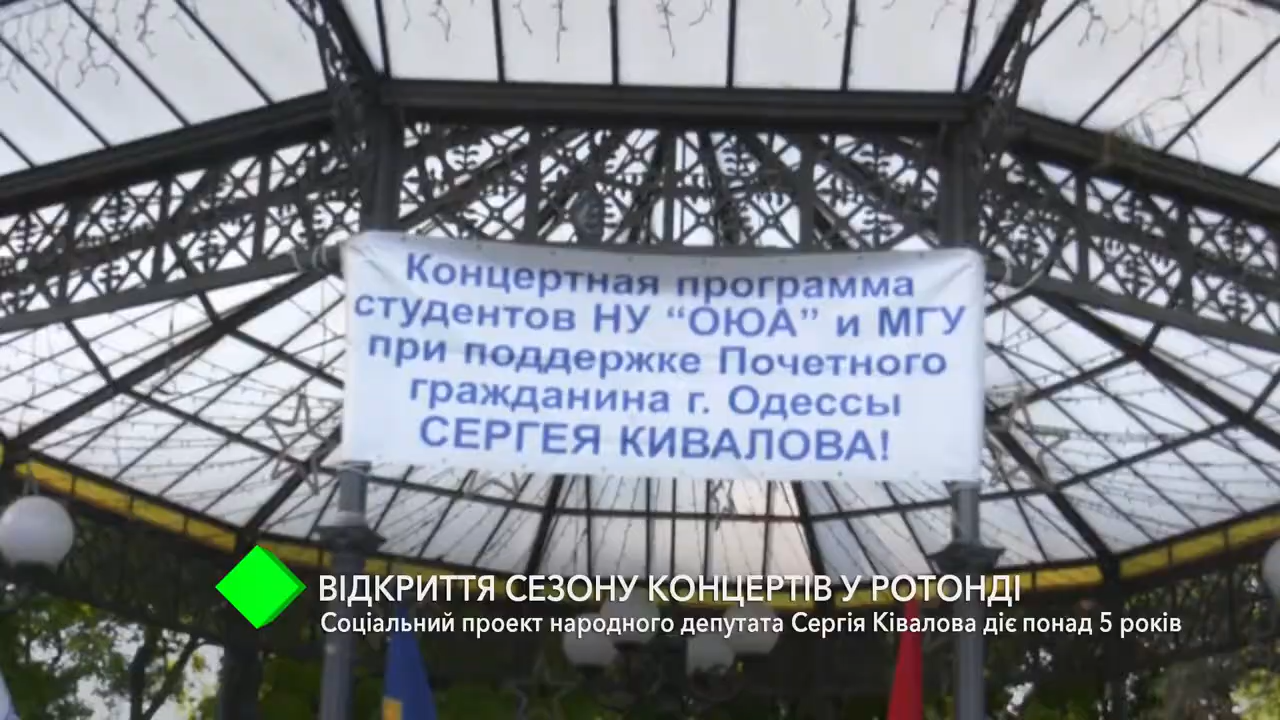 Концертная программа
студентов НУ “ОЮА” и МГУ
при поддержке Почетного
гражданина г. Одессы
СЕРГЕЯ КИВАЛОВА!
ВІДКРИТТЯ СЕЗОНУ КОНЦЕРТІВ У РОТОНДІ
Соціальний проект народного депутата Сергія Ківалова діє понад 5 років